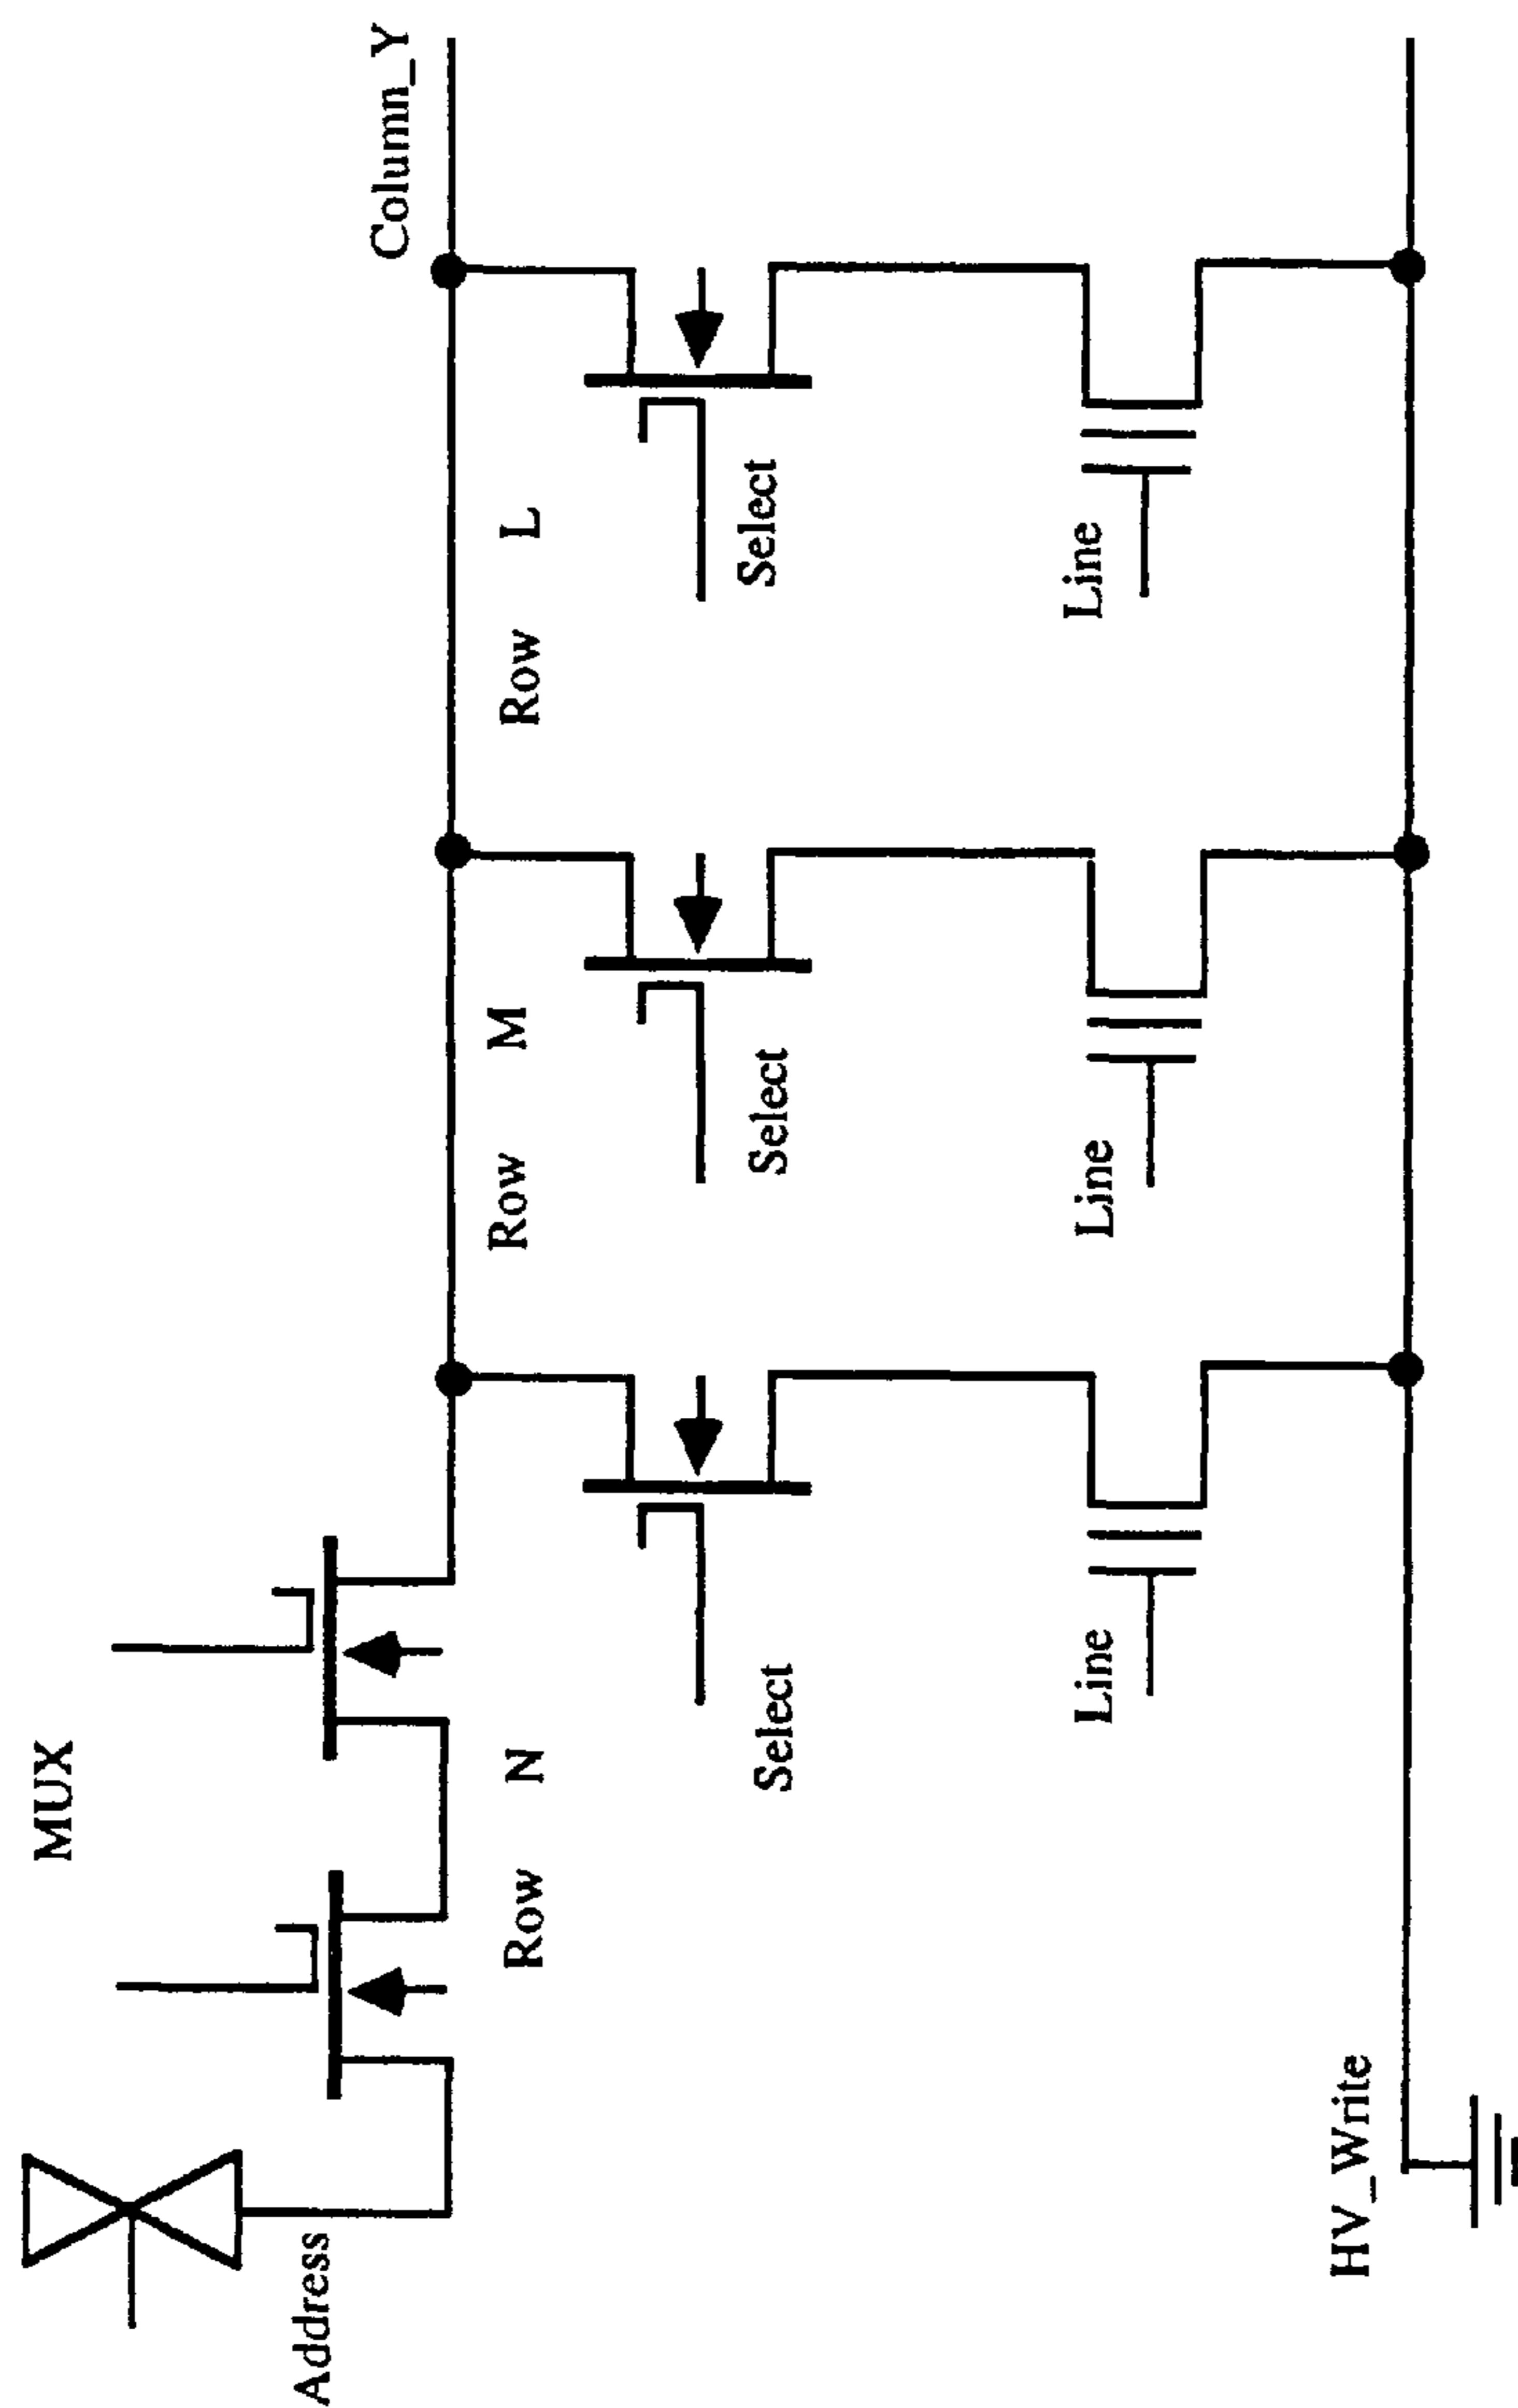 Address
MUX
Column_Y
Row N
Row M
Row L
Select
Select
Select
Line
Line
Line
HV_Write